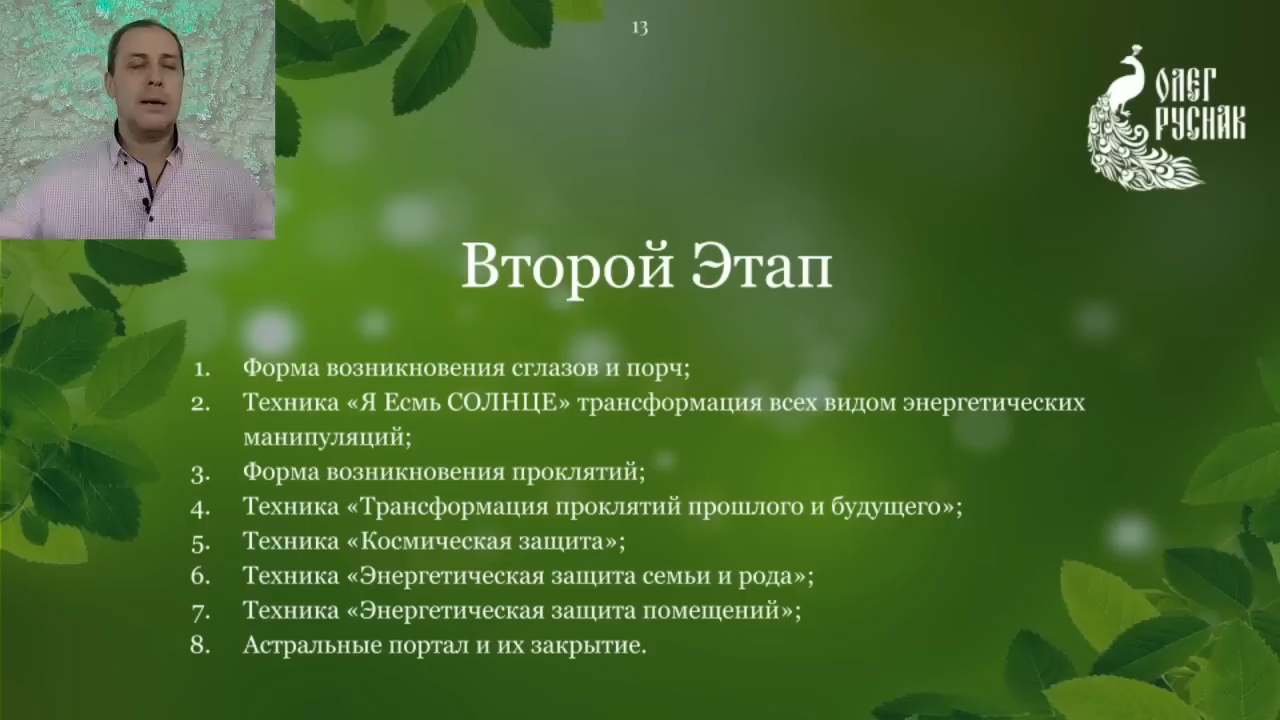 13
ОЛЕГ
РУСНАК
Второй Этап
1. Форма возникновения сглазов и порч;
2. Техника «Я Есмь СОЛНЦЕ» трансформация всех видом энергетических
манипуляций;
3. Форма возникновения проклятий;
4. Техника «Трансформация проклятий прошлого и будущего»;
5. Техника «Космическая защита»;
6. Техника «Энергетическая защита семьи и рода»;
7. Техника «Энергетическая защита помещений»;
8. Астральные портал и их закрытие.